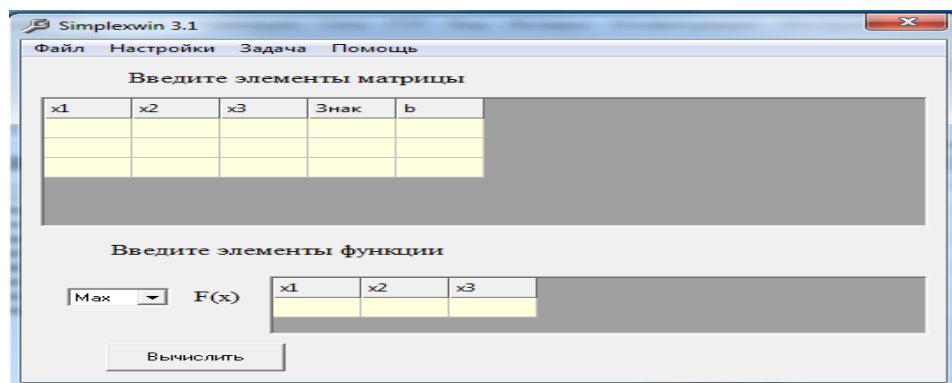 Simplexwin 3.1
Файл Настройки Задача Помощь
Введите элементы матрицы
x1 x2 x3 Знак b
Введите элементы функции
Max F(x) x1 x2 x3
Вычислить